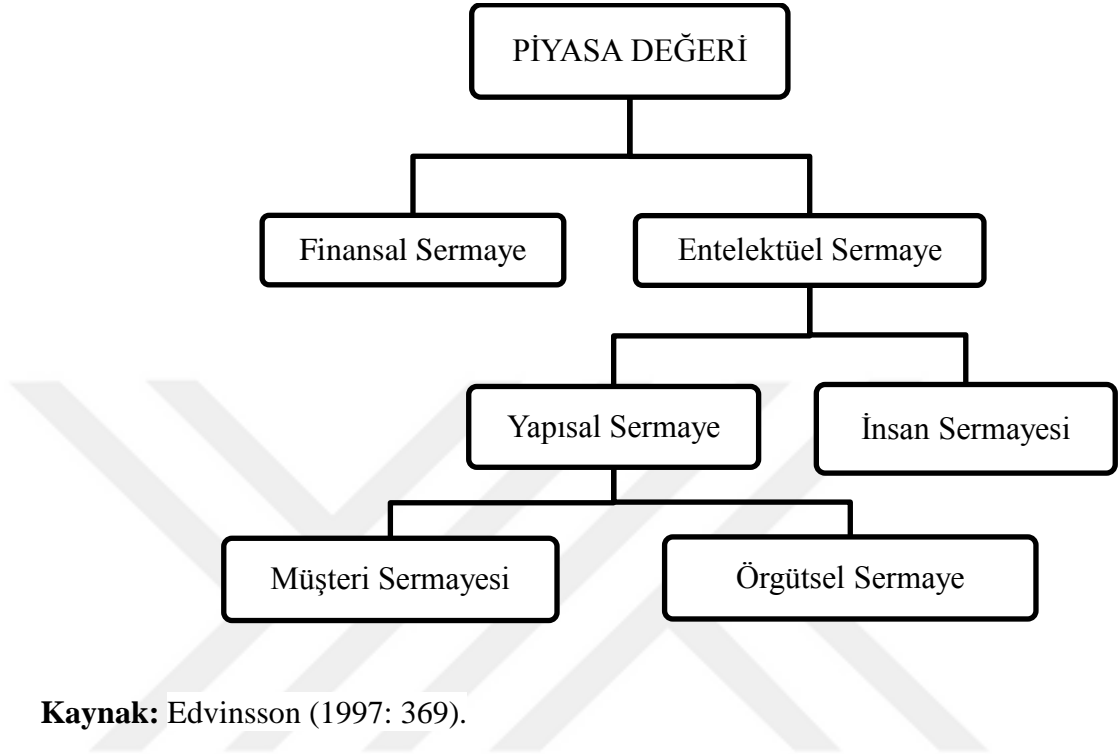 PİYASA DEĞERİ
Finansal Sermaye
Entelektüel Sermaye
Yapısal Sermaye
İnsan Sermayesi
Müşteri Sermayesi
Örgütsel Sermaye
Kaynak: Edvinsson (1997: 369).